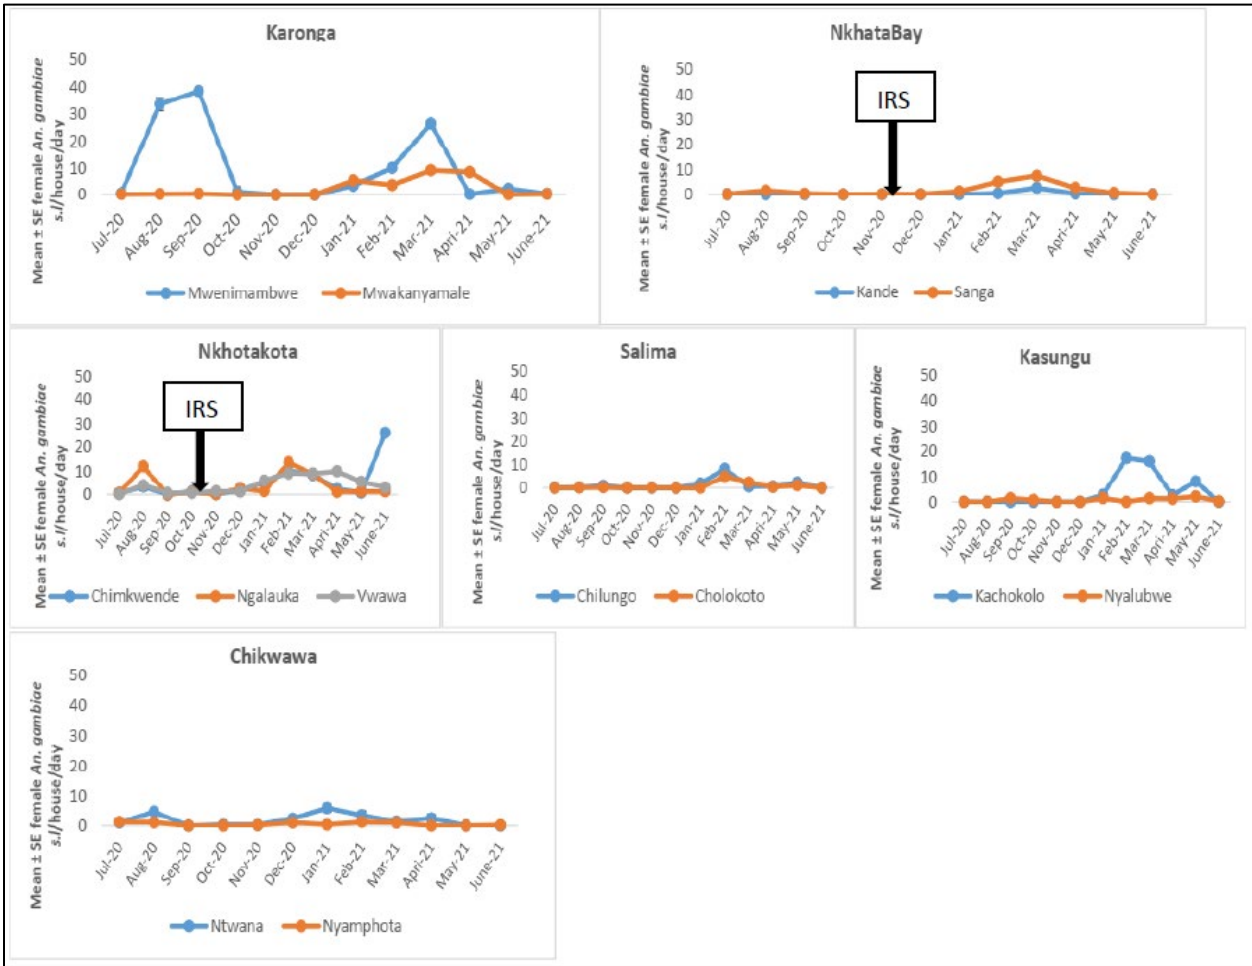 Karonga
Mean ± SE female An. gambiae
s.l/house/day
50
40
30
20
10
0
Jul-20
Aug-20
Sep-20
Oct-20
Nov-20
Dec-20
Jan-21
Feb-21
Mar-21
Apri-21
May-21
June-21
Mwenimambwe
Mwakanyamale
NkhataBay
Mean ± SE female An. gambiae
s.l/house/day
50
40
30
20
10
0
IRS
Jul-20
Aug-20
Sep-20
Oct-20
Nov-20
Dec-20
Jan-21
Feb-21
Mar-21
Apri-21
May-21
June-21
Kande
Sanga
Nkhotakota
Mean ± SE female An. gambiae
s.l/house/day
50
40
30
20
10
0
IRS
Jul-20
Aug-20
Sep-20
Oct-20
Nov-20
Dec-20
Jan-21
Feb-21
Mar-21
Apri-21
May-21
June-21
Chimkwende
Ngalauka
Vwawa
Salima
Mean ± SE female An. gambiae
s.l/house/day
50
40
30
20
10
0
Jul-20
Aug-20
Sep-20
Oct-20
Nov-20
Dec-20
Jan-21
Feb-21
Mar-21
Apri-21
May-21
June-21
Chilungo
Cholokoto
Kasungu
Mean ± SE female An. gambiae
s.l/house/day
50
40
30
20
10
0
Jul-20
Aug-20
Sep-20
Oct-20
Nov-20
Dec-20
Jan-21
Feb-21
Mar-21
Apri-21
May-21
June-21
Kachokolo
Nyalubwe
Chikwawa
Mean ± SE female An. gambiae
s.l/house/day
50
40
30
20
10
0
Jul-20
Aug-20
Sep-20
Oct-20
Nov-20
Dec-20
Jan-21
Feb-21
Mar-21
Apri-21
May-21
June-21
Ntwana
Nyamphota